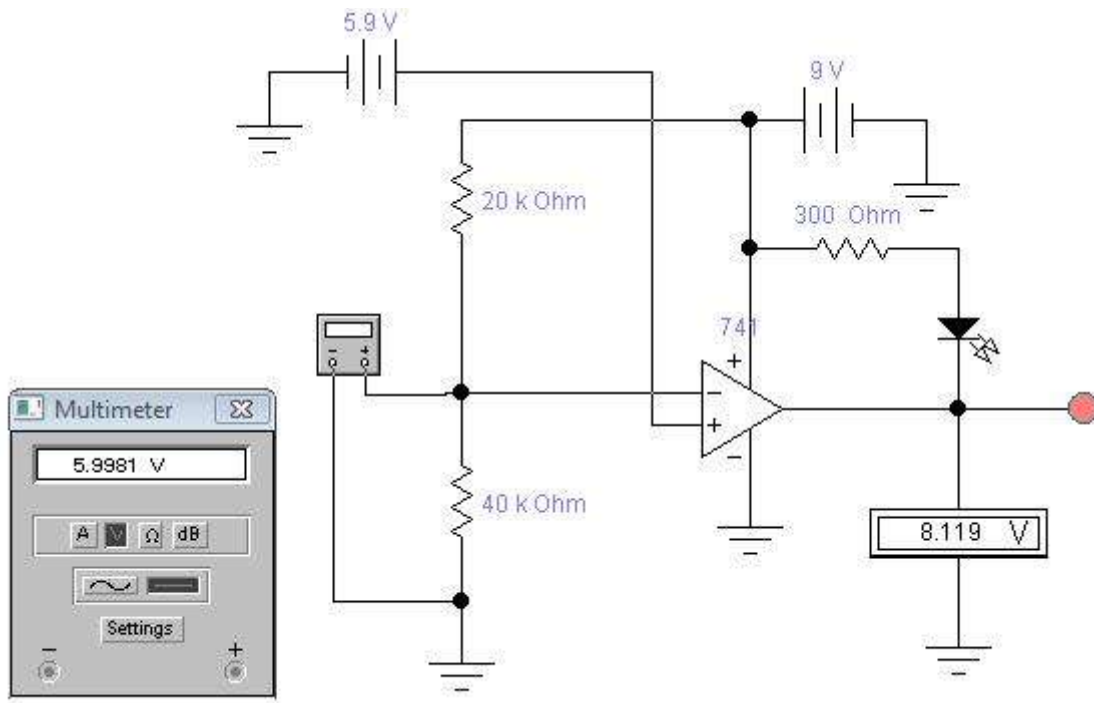 5.9 V
9 V
20 k Ohm
300 Ohm
741
+
- +
-
+
-
Multimeter
5.9981 V
A V Ω dB
40 k Ohm
8.119 V
Settings
- +